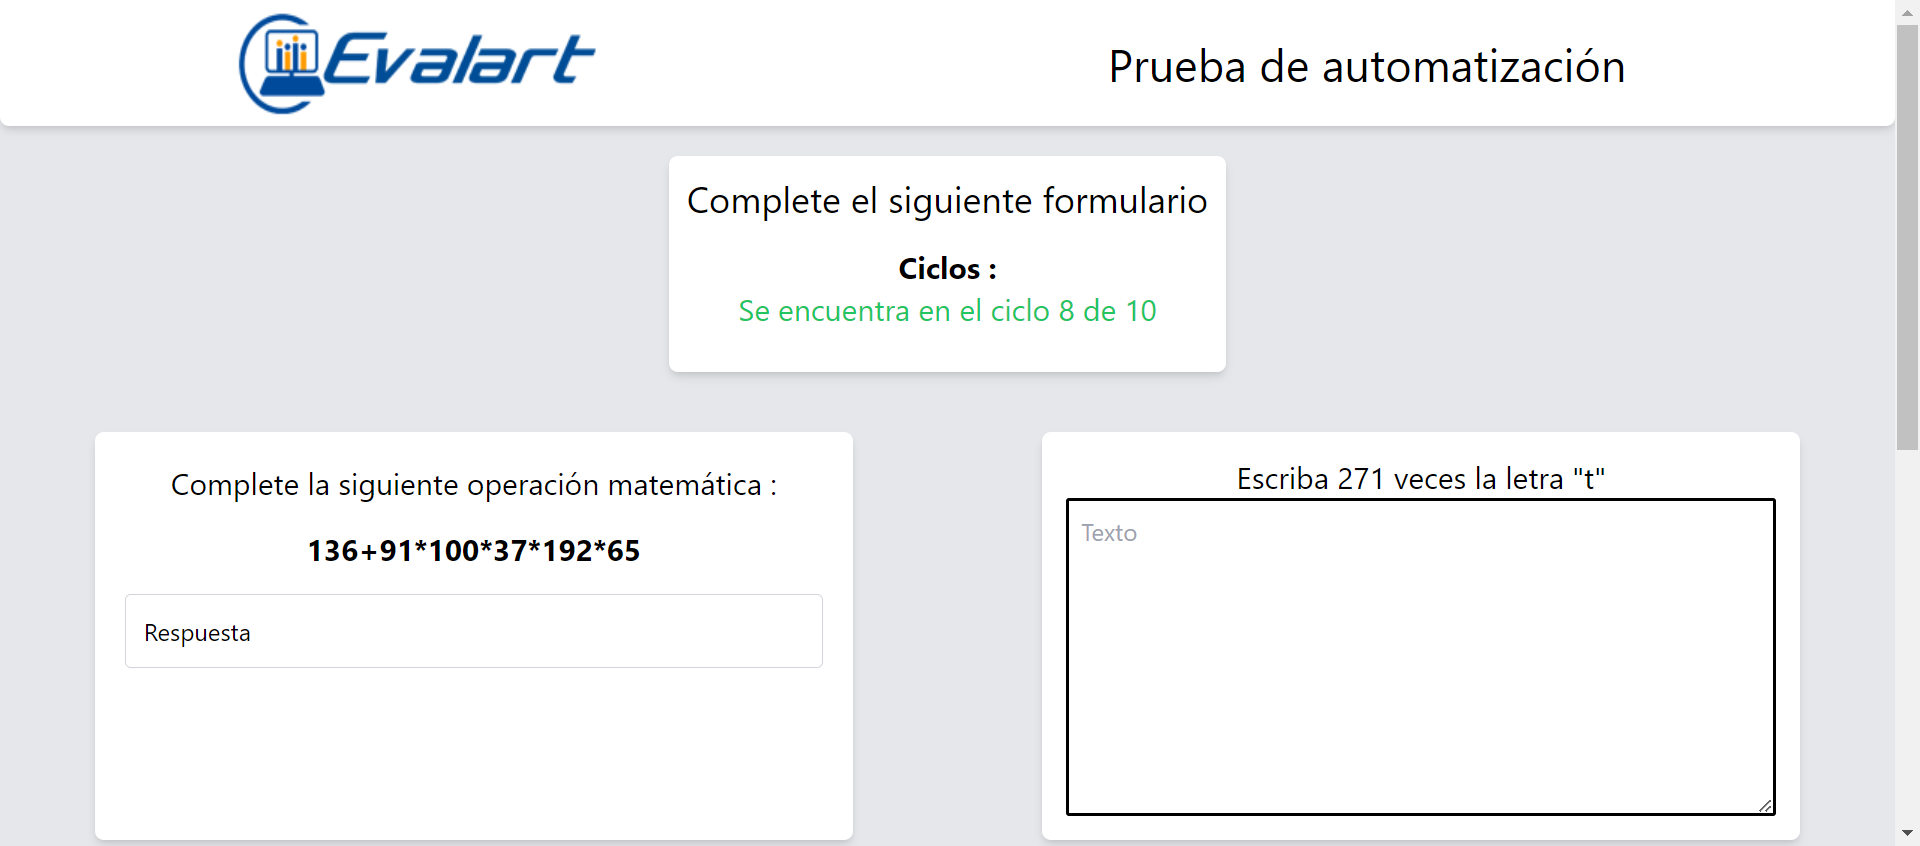 Evalart
Prueba de automatización
Complete el siguiente formulario
Ciclos :
Se encuentra en el ciclo 8 de 10
Complete la siguiente operación matemática :
136+91*100*37*192*65
Respuesta
Escriba 271 veces la letra "t"
Texto